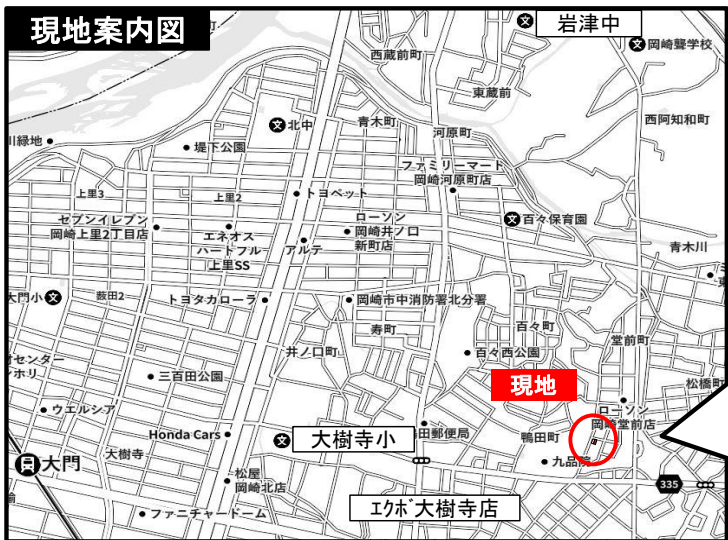 現地案内図
岩津中
岡崎聾学校
西蔵前町
東蔵前
西阿知和町
北中
青木町
河原町
川緑地
堤下公園
ファミリーマート
岡崎河原町店
上里3
上里2
トヨペット
セブンイレブン
岡崎上里2丁目店
エネオス
ハートフル
上里SS
アルテ
ローソン
岡崎井ノ口
新町店
百々保育園
青木川
大門小
薮田2
トヨタカローラ
岡崎市中消防署北分署
寿町
百々町
堂前町
井ノ口町
百々西公園
センター
ンホリ
三百田公園
現地
松橋町
ウエルシア
ローソン
岡崎堂前店
Honda Cars
大樹寺小
田郵便局
鴨田町
大樹寺
九品院
大門
松屋
岡崎北店
335
エクボ大樹寺店
ファニチャードーム